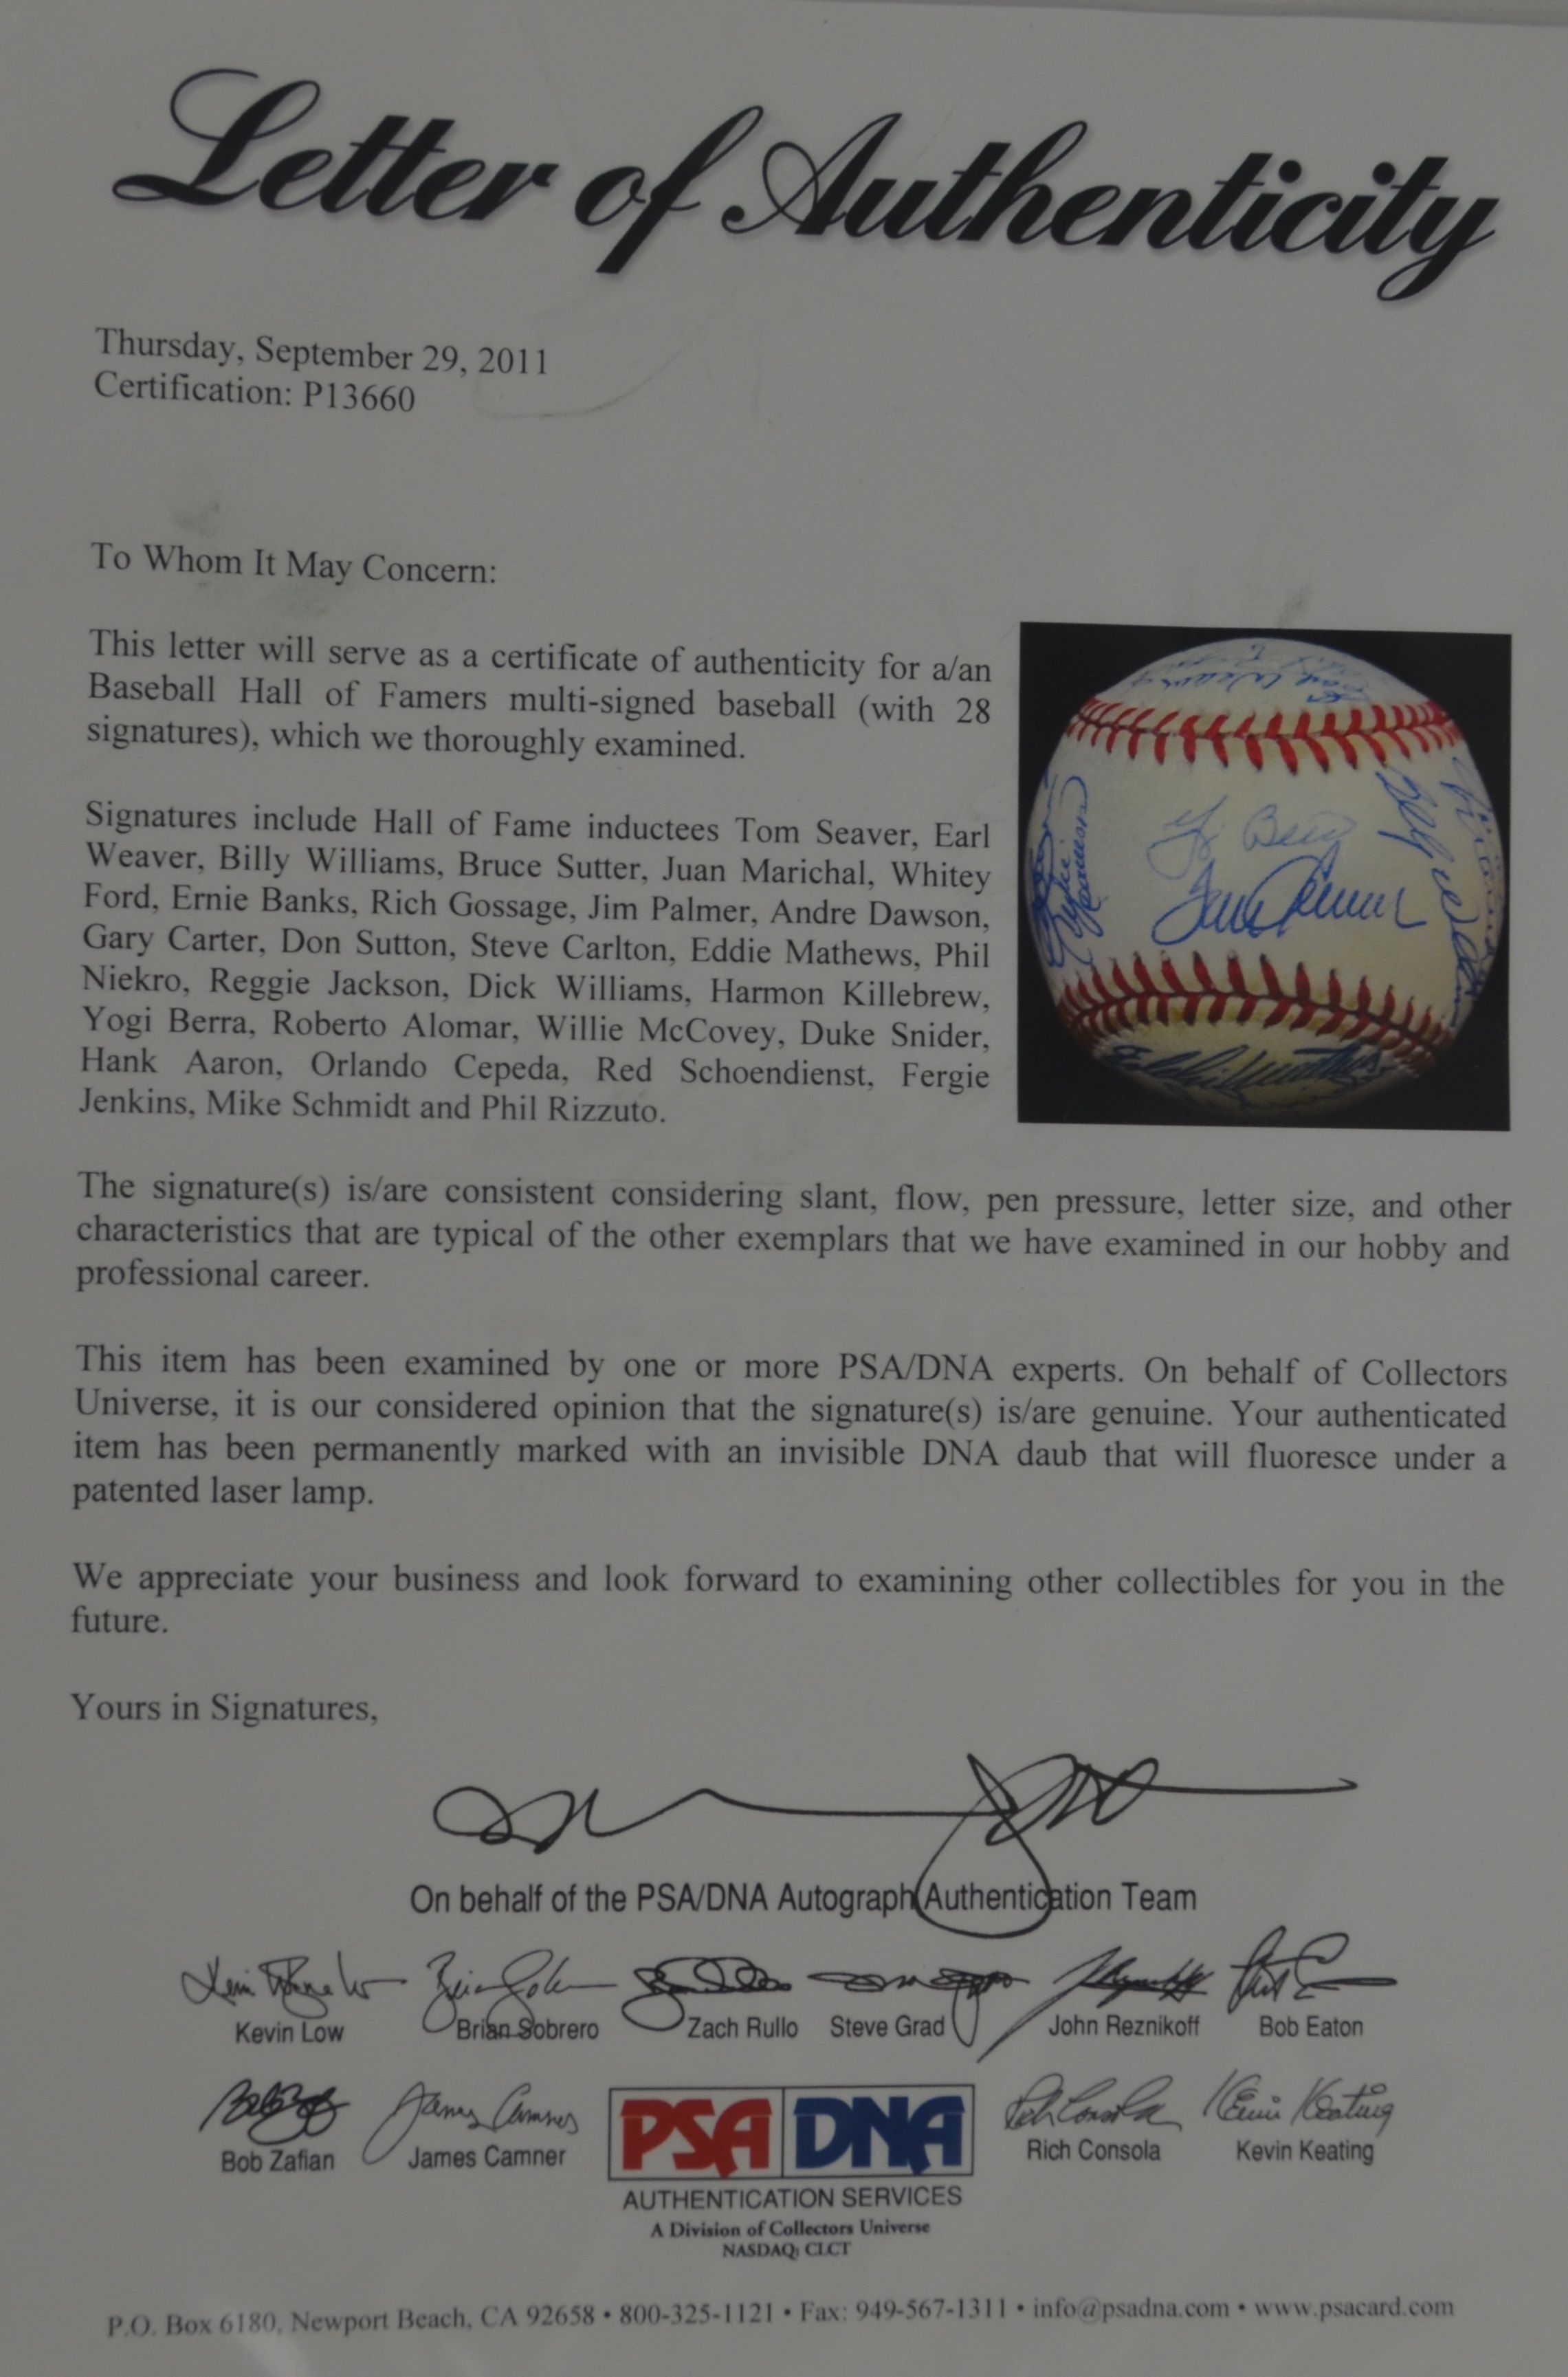 Letter of Authenticity
Thursday, September 29, 2011
Certification: P13660
To Whom It May Concern:
This letter will serve as a certificate of authenticity for a/an
Baseball Hall of Famers multi-signed baseball (with 28
signatures), which we thoroughly examined.
Signatures include Hall of Fame inductees Tom Seaver, Earl
Weaver, Billy Williams, Bruce Sutter, Juan Marichal, Whitey
Ford, Ernie Banks, Rich Gossage, Jim Palmer, Andre Dawson,
Gary Carter, Don Sutton, Steve Carlton, Eddie Mathews, Phil
Niekro, Reggie Jackson, Dick Williams, Harmon Killebrew,
Yogi Berra, Roberto Alomar, Willie McCovey, Duke Snider,
Hank Aaron, Orlando Cepeda, Red Schoendienst, Fergie
Jenkins, Mike Schmidt and Phil Rizzuto.
Yogi Berra
Tom Seaver
Eddie Mathews
The signature(s) is/are consistent considering slant, flow, pen pressure, letter size, and other
characteristics that are typical of the other exemplars that we have examined in our hobby and
professional career.
This item has been examined by one or more PSA/DNA experts. On behalf of Collectors
Universe, it is our considered opinion that the signature(s) is/are genuine. Your authenticated
item has been permanently marked with an invisible DNA daub that will fluoresce under a
patented laser lamp.
We appreciate your business and look forward to examining other collectibles for you in the
future.
Yours in Signatures,
On behalf of the PSA/DNA Autograph Authentication Team
Kevin Low Brian Sobrero Zach Rullo Steve Grad John Reznikoff Bob Eaton
James Camner Rich Consola Kevin Keating
Bob Zafian James Camner PSA DNA Rich Consola Kevin Keating
AUTHENTICATION SERVICES
A Division of Collectors Universe
NASDAQ: CLCT
P.O. Box 6180, Newport Beach, CA 92658 • 800-325-1121 • Fax: 949-567-1311 • info@psadna.com • www.psacard.com